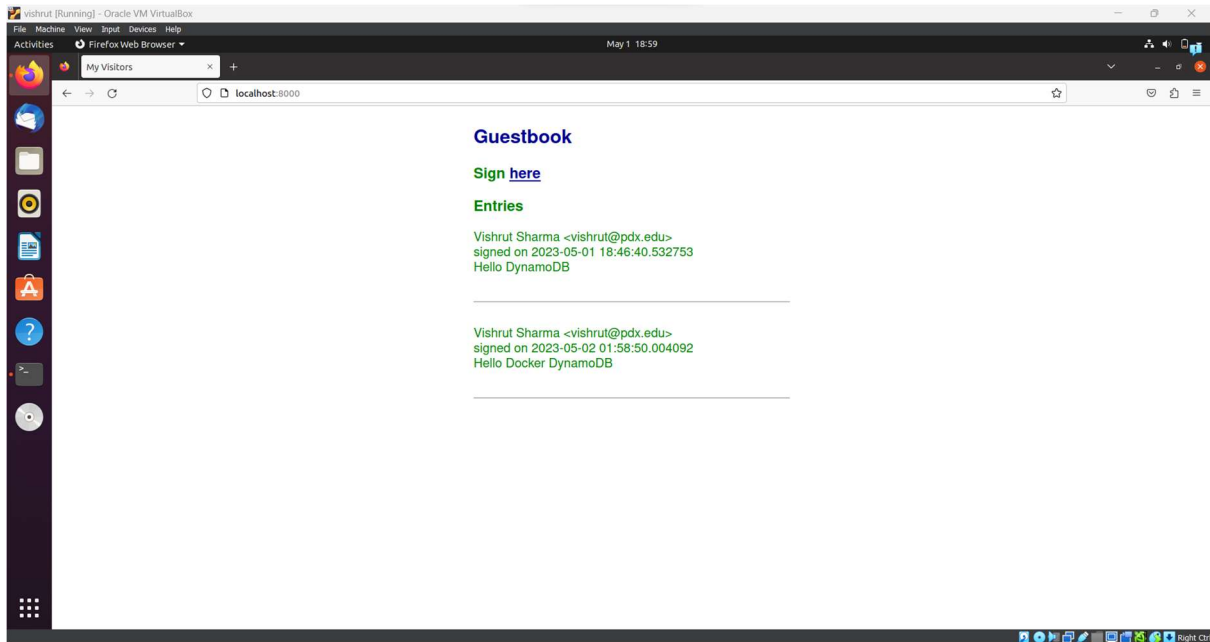 vishrut [Running] - Oracle VM VirtualBox
File Machine View Input Devices Help
Activities Firefox Web Browser May 1 18:59
My Visitors
localhost:8000
Guestbook
Sign here
Entries
Vishrut Sharma <vishrut@pdx.edu>
signed on 2023-05-01 18:46:40.532753
Hello DynamoDB
Vishrut Sharma <vishrut@pdx.edu>
signed on 2023-05-02 01:58:50.004092
Hello Docker DynamoDB
Right Ctrl